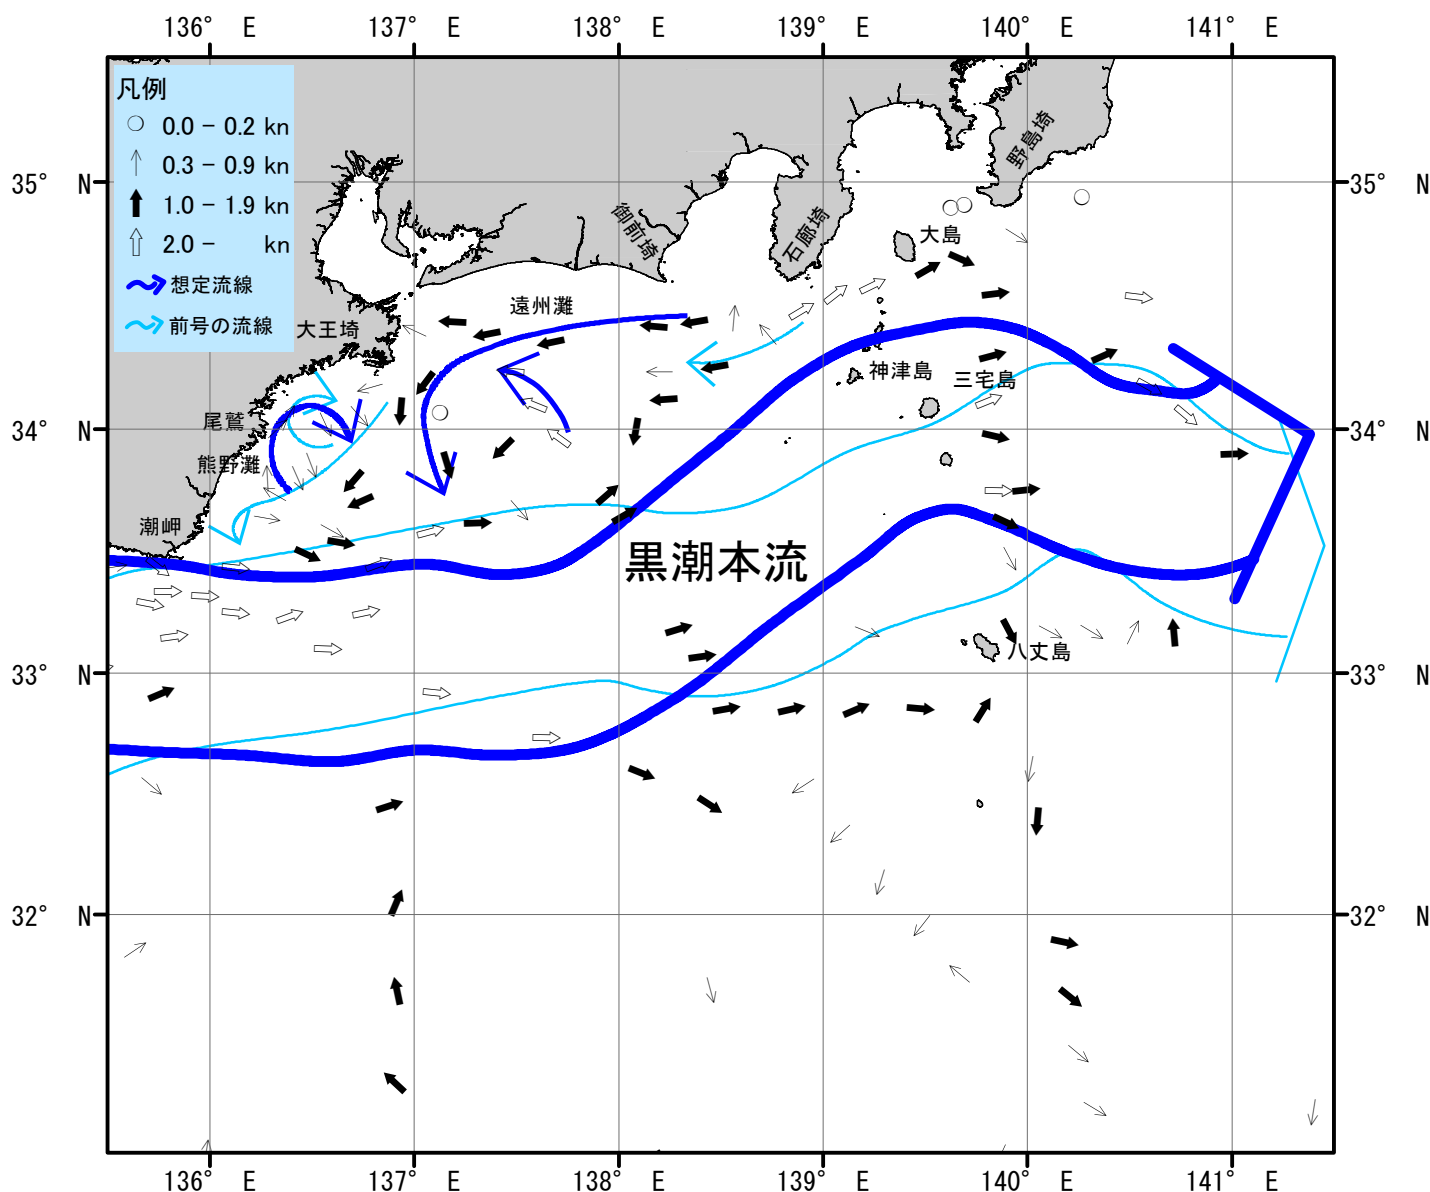 136° E 137° E 138° E 139° E 140° E 141° E
凡例
0.0 - 0.2 kn
0.3 - 0.9 kn
1.0 - 1.9 kn
2.0 - kn
想定流線
前号の流線
野島埼
35° N
35° N
御前埼
石廊埼
大島
遠州灘
大王埼
神津島
三宅島
尾鷲
34° N
34° N
熊野灘
潮岬
黒潮本流
八丈島
33° N
33° N
32° N
32° N
136° E 137° E 138° E 139° E 140° E 141° E